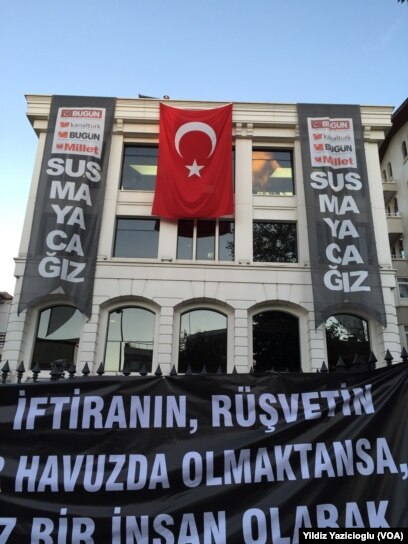 BUGÜN
kanaltürk
BUGÜN
Millet
SUS
MA
YA
CA
ĞIZ
BUGÜN
kanaltürk
BUGÜN
Millet
SUS
MA
YA
CA
ĞIZ
İFTİRANIN, RÜŞVETİN
HAVUZDA OLMAKTANSA,
BİR İNSAN OLARAK
Yildiz Yazicioglu (VOA)